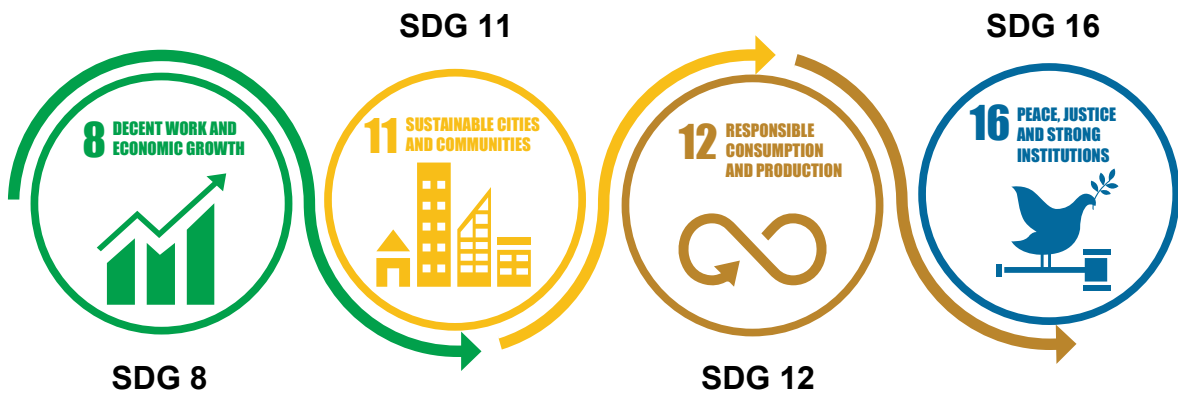 SDG 11
SDG 16
8 DECENT WORK AND
ECONOMIC GROWTH
11 SUSTAINABLE CITIES
AND COMMUNITIES
12 RESPONSIBLE
CONSUMPTION
AND PRODUCTION
16 PEACE, JUSTICE
AND STRONG
INSTITUTIONS
SDG 8
SDG 12